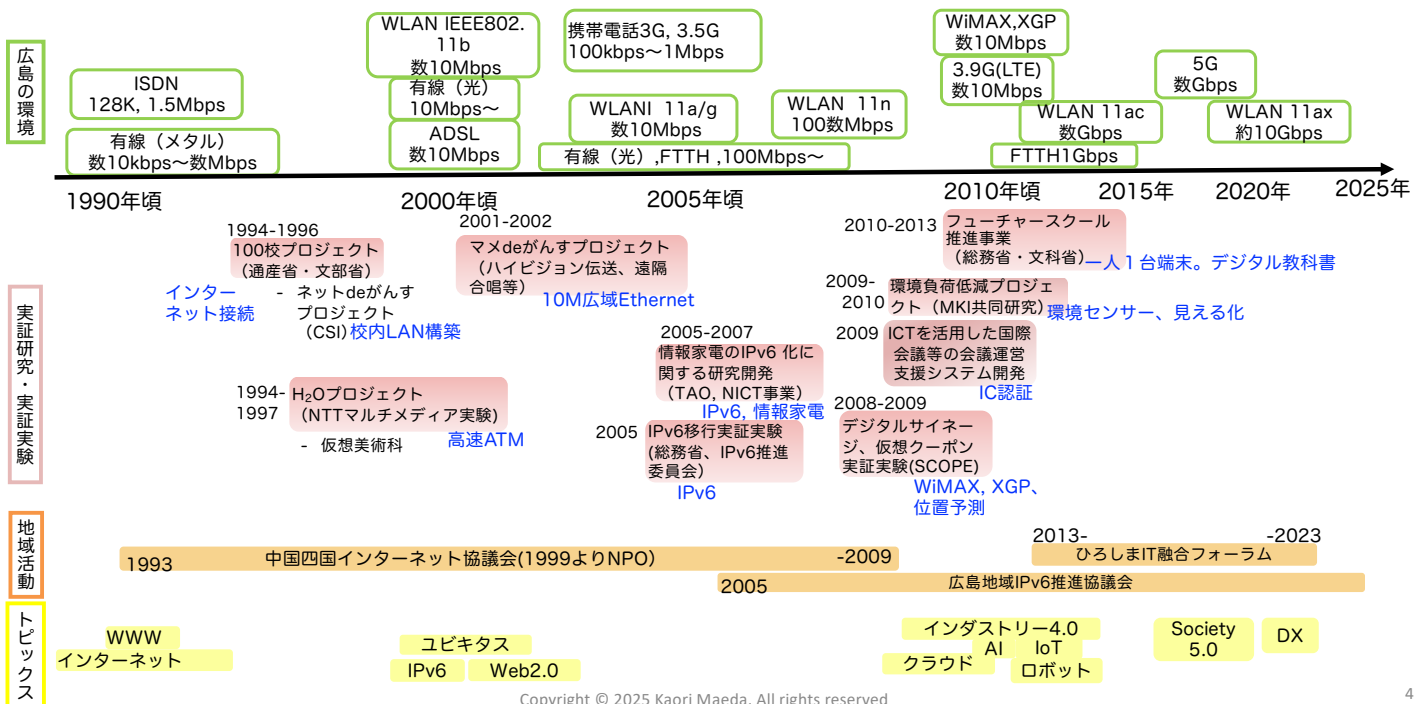 広島の環境
ISDN
128K, 1.5Mbps
有線（メタル）
数10kbps〜数Mbps
WLAN IEEE802.
11b
数10Mbps
有線（光）
10Mbps〜
ADSL
数10Mbps
携帯電話3G, 3.5G
100kbps〜1Mbps
WLANI 11a/g
数10Mbps
有線（光）,FTTH ,100Mbps〜
WLAN 11n
100数Mbps
WiMAX,XGP
数10Mbps
3.9G(LTE)
数10Mbps
WLAN 11ac
数Gbps
FTTH1Gbps
5G
数Gbps
WLAN 11ax
約10Gbps
1990年頃
2000年頃
2005年頃
2010年頃
2015年
2020年
2025年
実証研究・実証実験
1994-1996
100校プロジェクト
（通産省・文部省）
インター
ネット接続
- ネットdeがんす
プロジェクト
(CSI)
校内LAN構築
1994-
1997
H₂Oプロジェクト
（NTTマルチメディア実験)
- 仮想美術科
高速ATM
2001-2002
マメdeがんすプロジェクト
（ハイビジョン伝送、遠隔
合唱等）
10M広域Ethernet
2005-2007
情報家電のIPv6 化に
関する研究開発
（TAO, NICT事業）
IPv6, 情報家電
2005
IPv6移行実証実験
(総務省、IPv6推進
委員会）
IPv6
2010-2013
フューチャースクール
推進事業
（総務省・文科省）
一人１台端末。デジタル教科書
2009-
2010
環境負荷低減プロジェ
クト（MKI共同研究）
環境センサー、見える化
2009
ICTを活用した国際
会議等の会議運営
支援システム開発
IC認証
2008-2009
デジタルサイネー
ジ、仮想クーポン
実証実験(SCOPE)
WiMAX, XGP、
位置予測
地域活動
1993
中国四国インターネット協議会(1999よりNPO）
-2009
2013-
-2023
ひろしまIT融合フォーラム
2005
広島地域IPv6推進協議会
トピックス
WWW
インターネット
ユビキタス
IPv6
Web2.0
インダストリー4.0
AI
IoT
クラウド
ロボット
Society
5.0
DX
Copyright © 2025 Kaori Maeda. All rights reserved
4